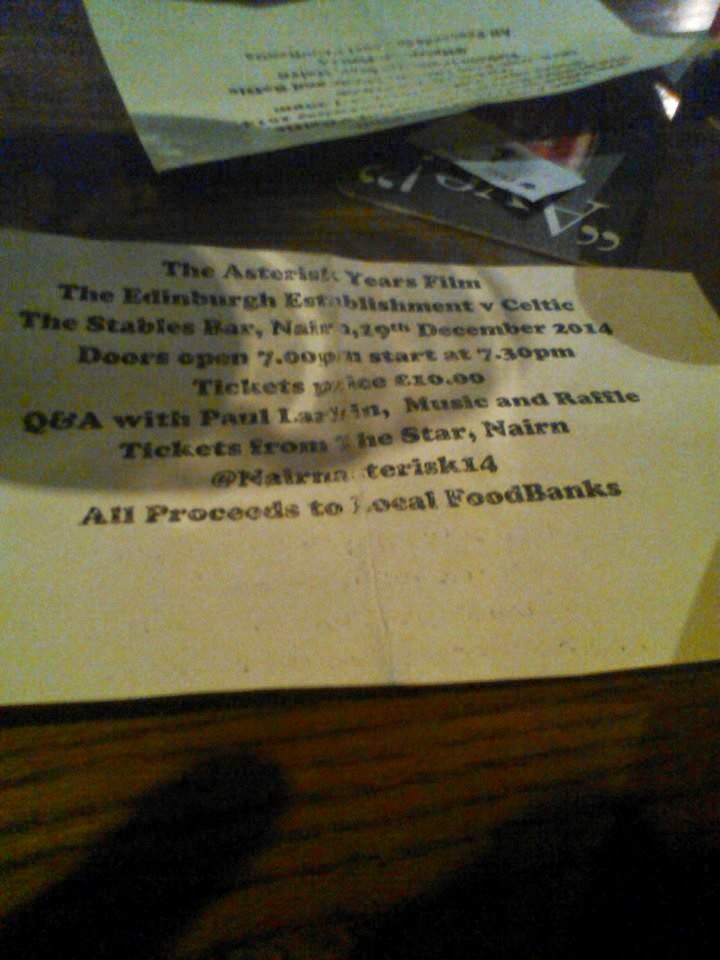 The Asterisk Years Film
The Edinburgh Establishment v Celtic
The Stables Bar, Nairn,29th December 2014
Doors open 7.00pm start at 7.30pm
Tickets price £10.00
Q&A with Paul Larkin, Music and Raffle
Tickets from The Star, Nairn
@Nairnasterisk14
All Proceeds to Local FoodBanks